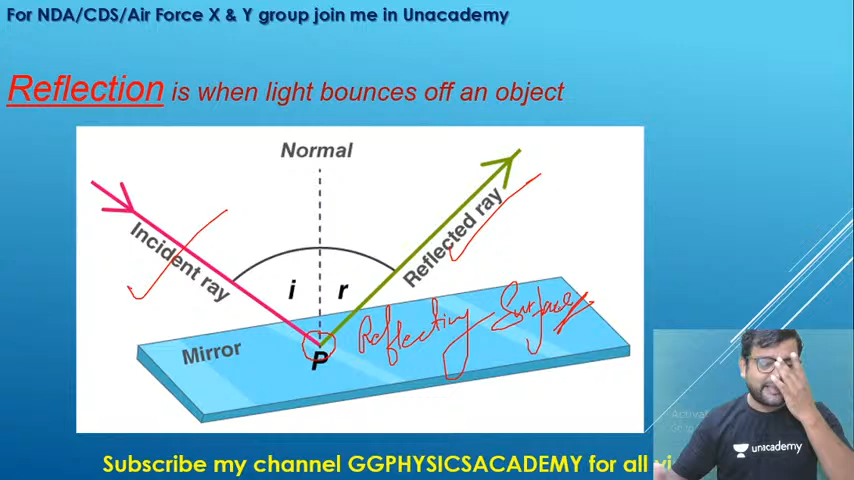 For NDA/CDS/Air Force X & Y group join me in Unacademy
Reflection is when light bounces off an object
Normal
Incident ray
Reflected ray
i
r
Reflecting Surface
Mirror
P
unacademy
Subscribe my channel GGPHYSICSACADEMY for all